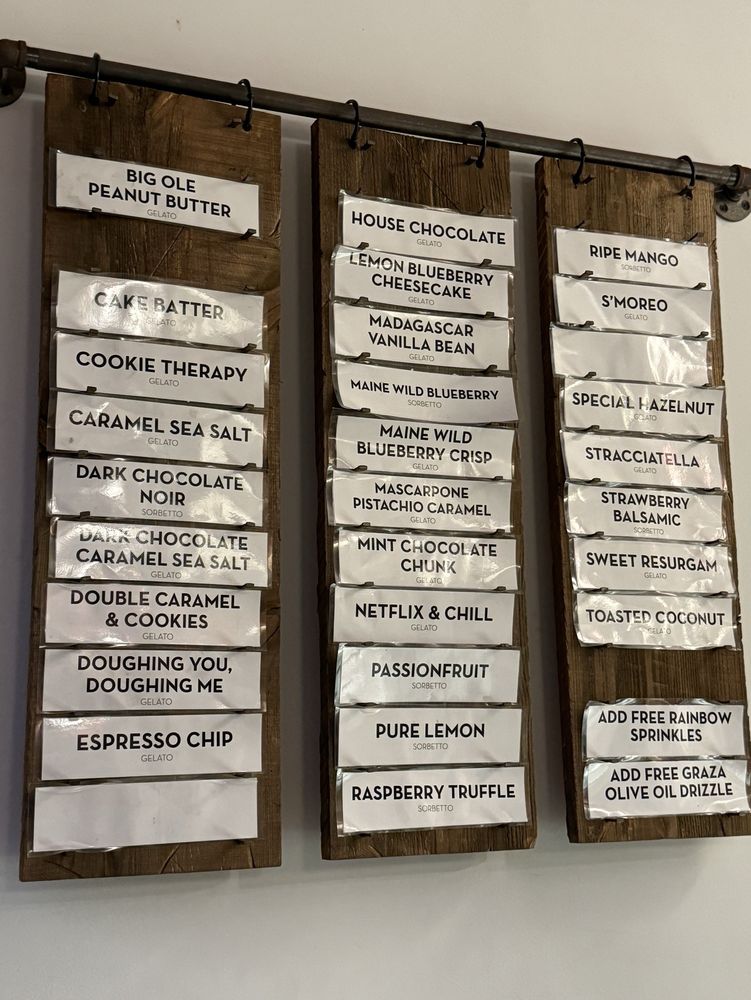 BIG OLE
PEANUT BUTTER
GELATO
CAKE BATTER
GELATO
COOKIE THERAPY
GELATO
CARAMEL SEA SALT
GELATO
DARK CHOCOLATE
NOIR
SORBETTO
DARK CHOCOLATE
CARAMEL SEA SALT
GELATO
DOUBLE CARAMEL
& COOKIES
GELATO
DOUGHING YOU,
DOUGHING ME
GELATO
ESPRESSO CHIP
GELATO
HOUSE CHOCOLATE
GELATO
LEMON BLUEBERRY
CHEESECAKE
GELATO
MADAGASCAR
VANILLA BEAN
GELATO
MAINE WILD BLUEBERRY
SORBETTO
MAINE WILD
BLUEBERRY CRISP
GELATO
MASCARPONE
PISTACHIO CARAMEL
GELATO
MINT CHOCOLATE
CHUNK
GELATO
NETFLIX & CHILL
GELATO
PASSIONFRUIT
SORBETTO
PURE LEMON
SORBETTO
RASPBERRY TRUFFLE
SORBETTO
RIPE MANGO
SORBETTO
S'MOREO
GELATO
SPECIAL HAZELNUT
GELATO
STRACCIATELLA
GELATO
STRAWBERRY
BALSAMIC
SORBETTO
SWEET RESURGAM
GELATO
TOASTED COCONUT
GELATO
ADD FREE RAINBOW
SPRINKLES
ADD FREE GRAZA
OLIVE OIL DRIZZLE